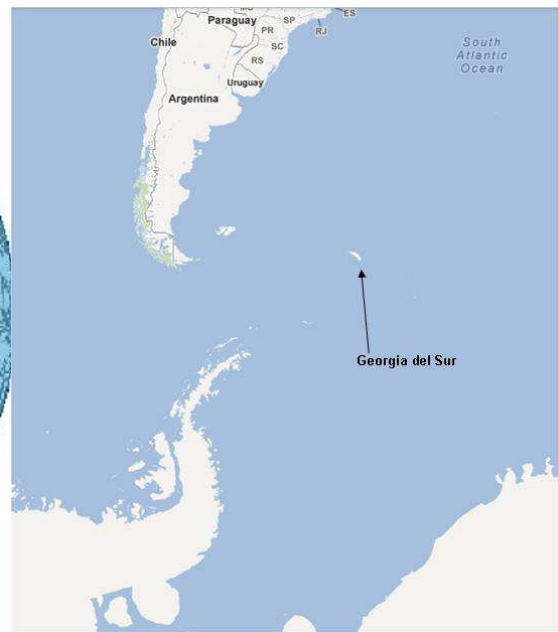 ES
Paraguay
SP
PR
RJ
Chile
SC
RS
Uruguay
Argentina
South
Atlantic
Ocean
Georgia del Sur